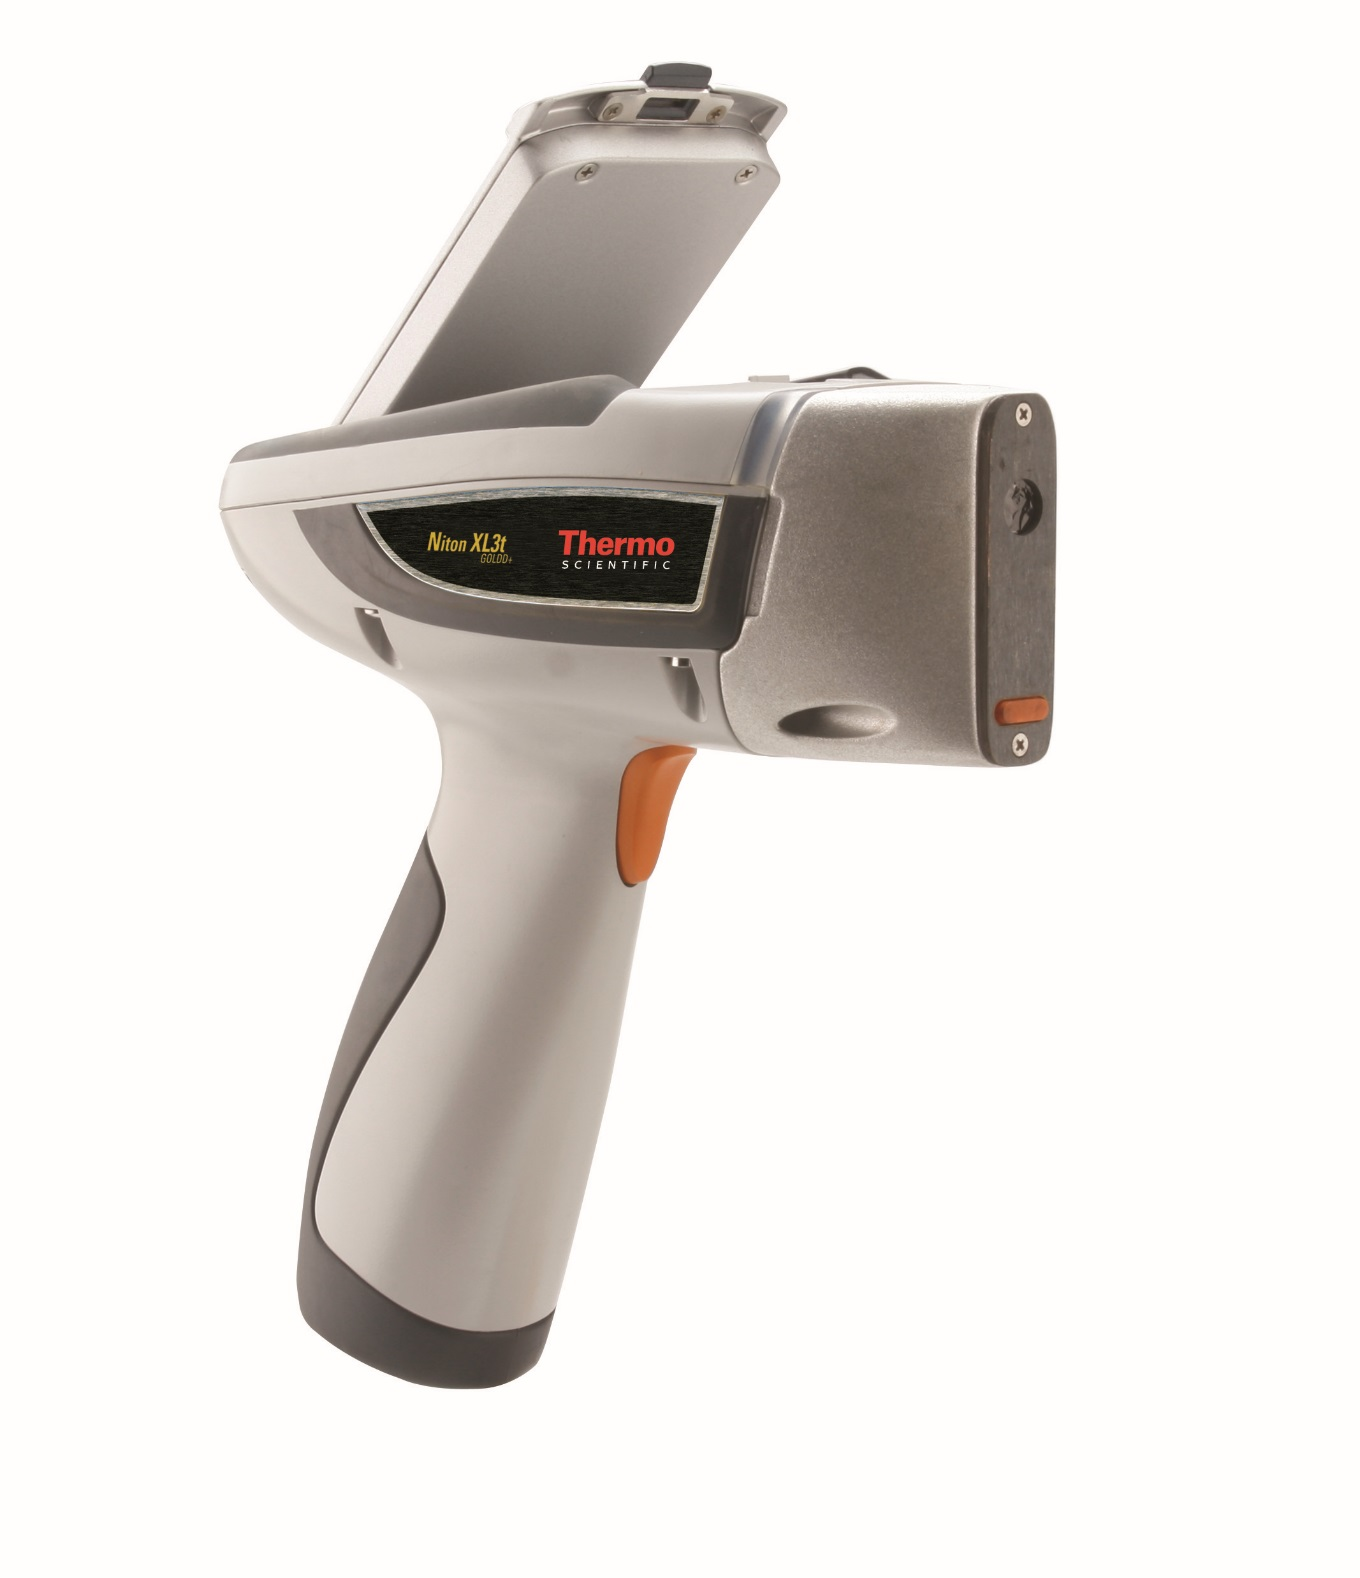 Niton XL3t
GOLDD+
Thermo
SCIENTIFIC